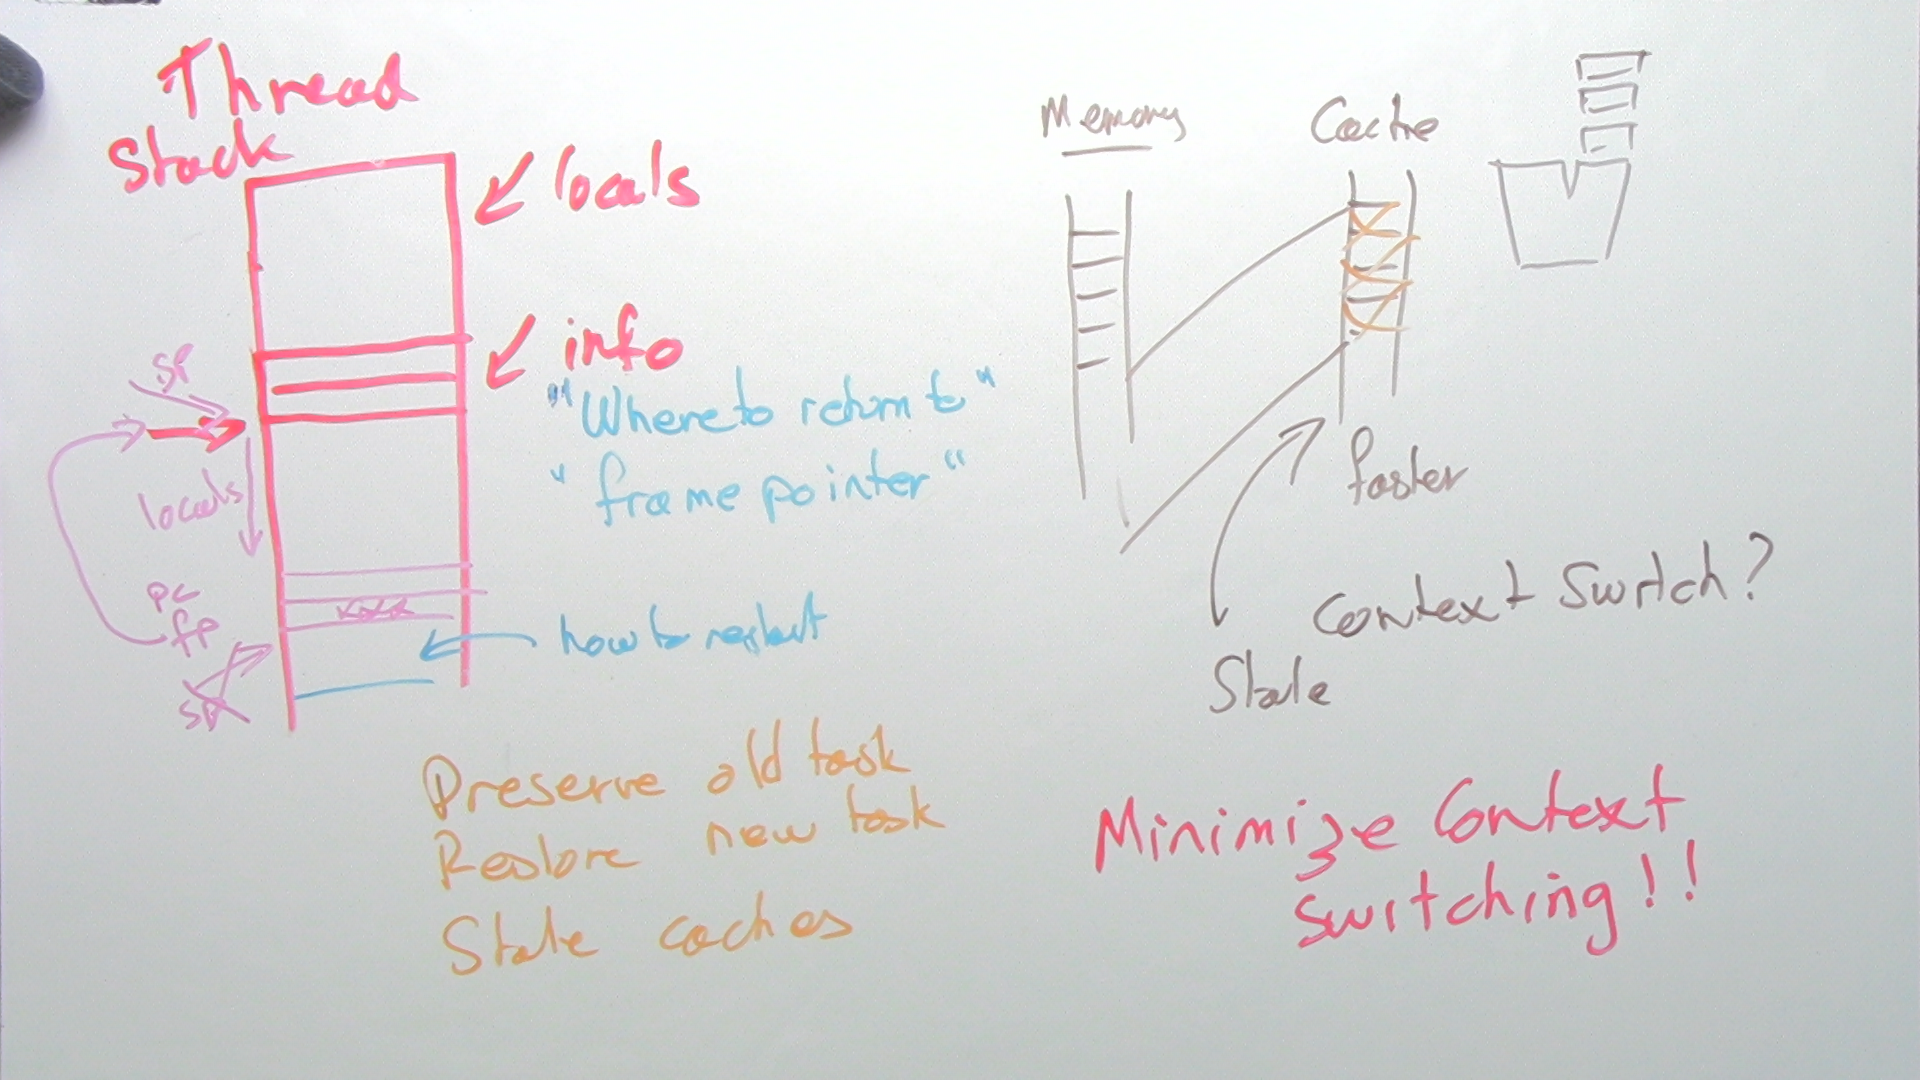 Thread
Stack
locals
info
"Where to return to"
"frame pointer"
SP
locals
PC
fp
SP
how to restart
Preserve old task
Restore new task
Stale caches
Memory
Cache
faster
Context Switch?
Stale
Minimize Context
Switching!!